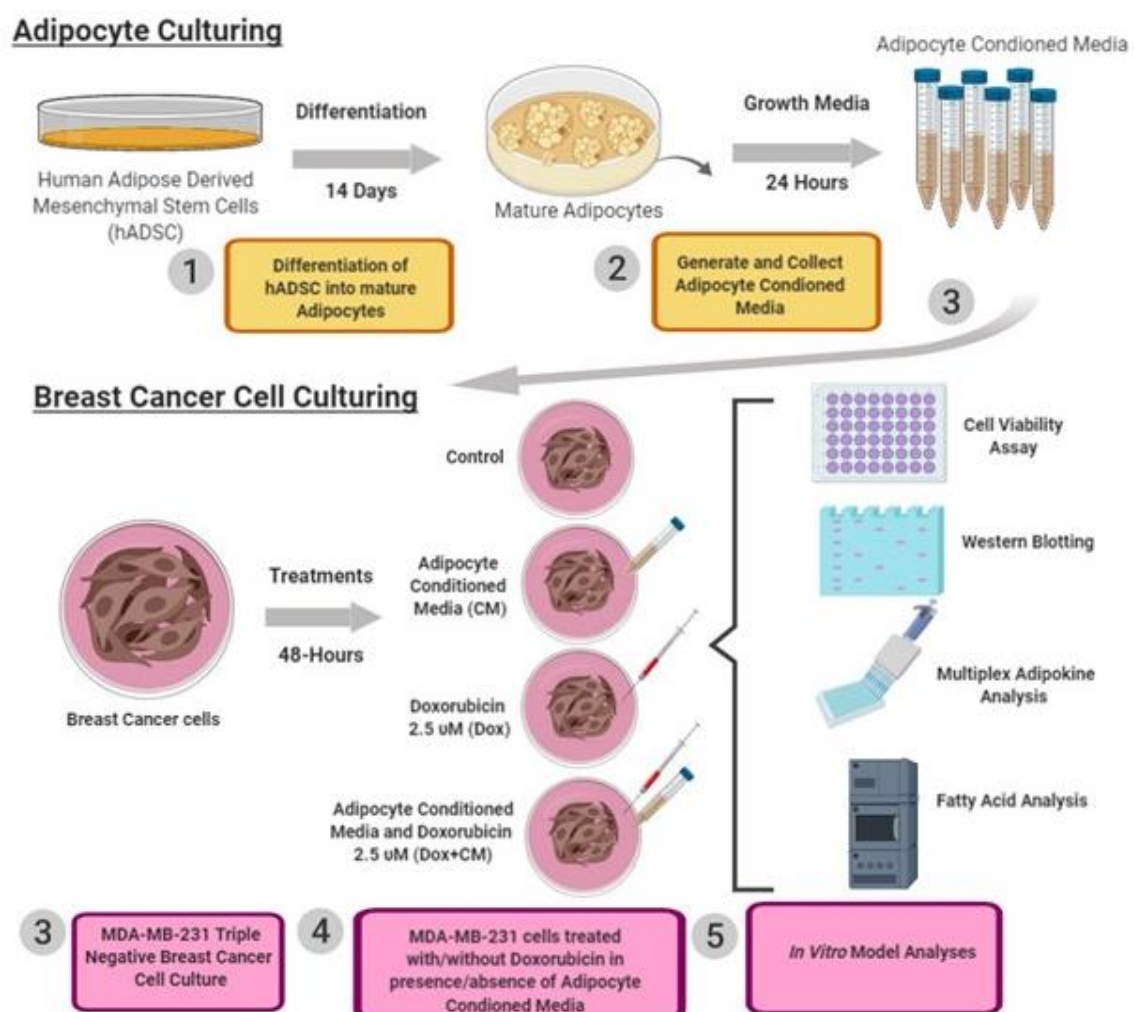 Adipocyte Culturing
Adipocyte Condioned Media
Differentiation
14 Days
Growth Media
24 Hours
Human Adipose Derived
Mesenchymal Stem Cells
(hADSC)
Mature Adipocytes
1
Differentiation of
hADSC into mature
Adipocytes
2
Generate and Collect
Adipocyte Condioned
Media
3
Breast Cancer Cell Culturing
Breast Cancer cells
Treatments
48-Hours
Control
Adipocyte
Conditioned
Media (CM)
Doxorubicin
2.5 υM (Dox)
Adipocyte Conditioned
Media and Doxorubicin
2.5 υM (Dox+CM)
Cell Viability
Assay
Western Blotting
Multiplex Adipokine
Analysis
Fatty Acid Analysis
3
MDA-MB-231 Triple
Negative Breast Cancer
Cell Culture
4
MDA-MB-231 cells treated
with/without Doxorubicin in
presence/absence of Adipocyte
Condioned Media
5
In Vitro Model Analyses